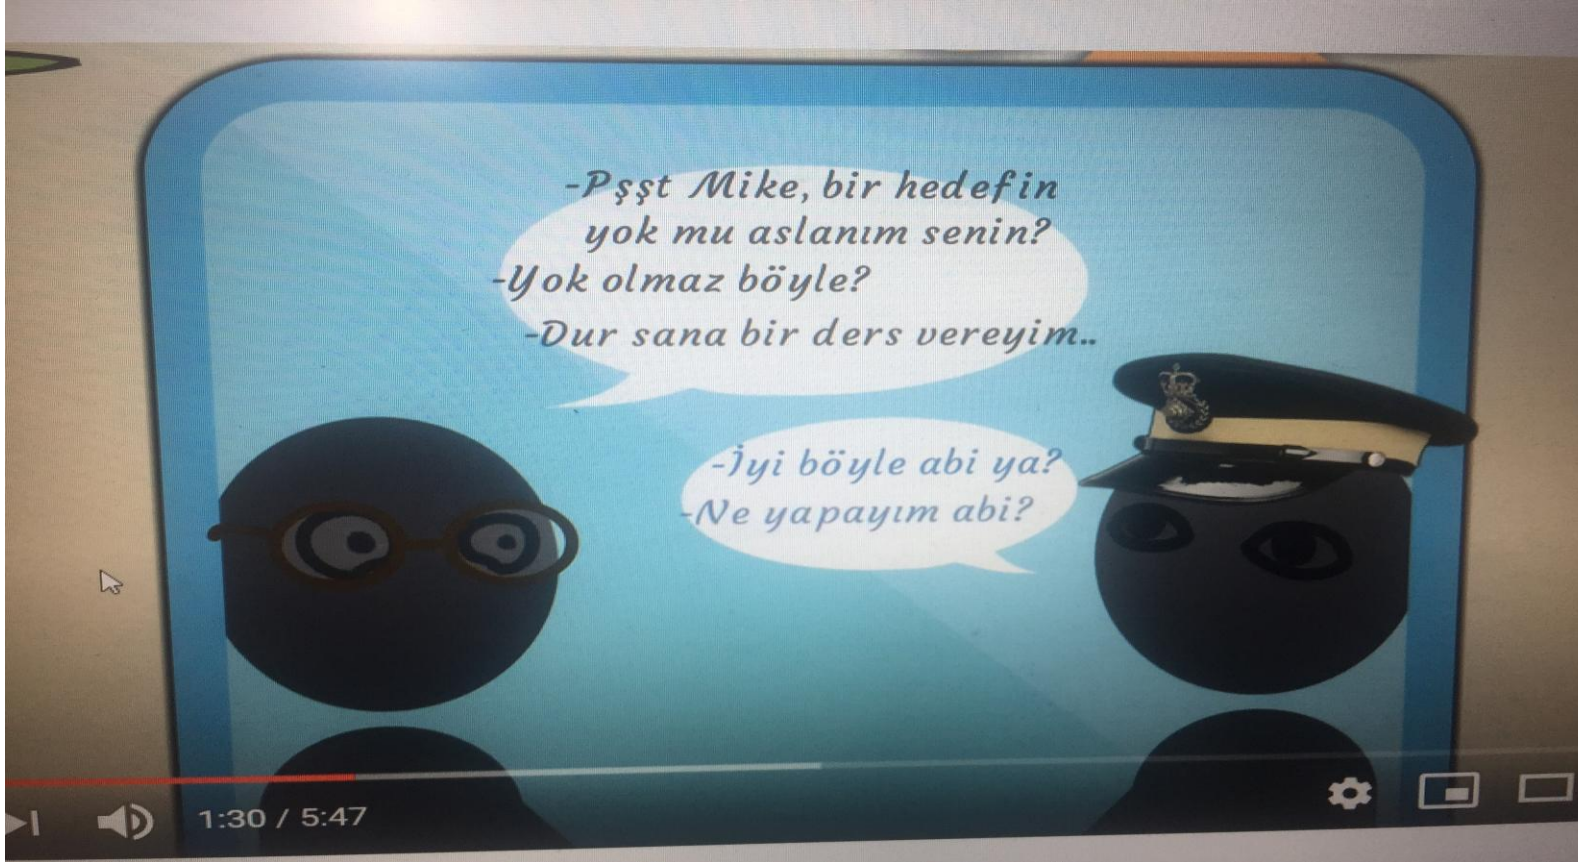 -Pşşt Mike, bir hedefin
yok mu aslanım senin?
-Yok olmaz böyle?
-Dur sana bir ders vereyim..
-İyi böyle abi ya?
-Ne yapayım abi?
1:30 / 5:47